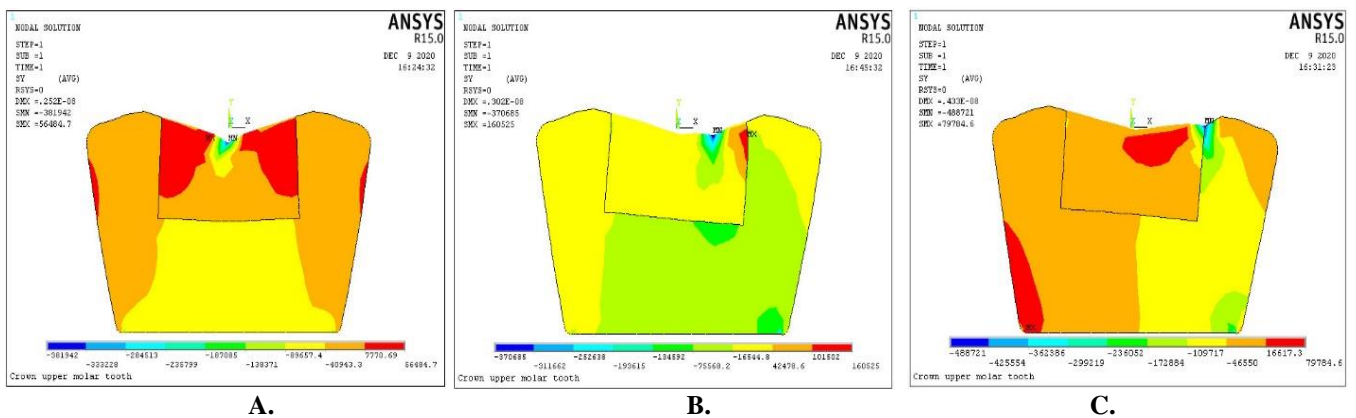 1
NODAL SOLUTION
STEP=1
SUB =1
TIME=1
SY (AVG)
RSYS=0
DMX =.252E-08
SMN =-381942
SMX =56484.7
ANSYS
R15.0
DEC 9 2020
16:24:32
Y
Z X
MX MN
-381942 -284513 -187085 -89657.4 7770.69
-333228 -235799 -138371 -40943.3 56484.7
Crown upper molar tooth
A.
1
NODAL SOLUTION
STEP=1
SUB =1
TIME=1
SY (AVG)
RSYS=0
DMX =.302E-08
SMN =-370685
SMX =160525
ANSYS
R15.0
DEC 9 2020
16:45:32
Y
Z X
MN
MX
-370685 -252638 -134592 -16544.8 101502
-311662 -193615 -75568.2 42478.6 160525
Crown upper molar tooth
B.
1
NODAL SOLUTION
STEP=1
SUB =1
TIME=1
SY (AVG)
RSYS=0
DMX =.433E-08
SMN =-488721
SMX =79784.6
ANSYS
R15.0
DEC 9 2020
16:31:23
Y
Z X
MN
MX
-488721 -362386 -236052 -109717 16617.3
-425554 -299219 -172884 -46550 79784.6
Crown upper molar tooth
C.